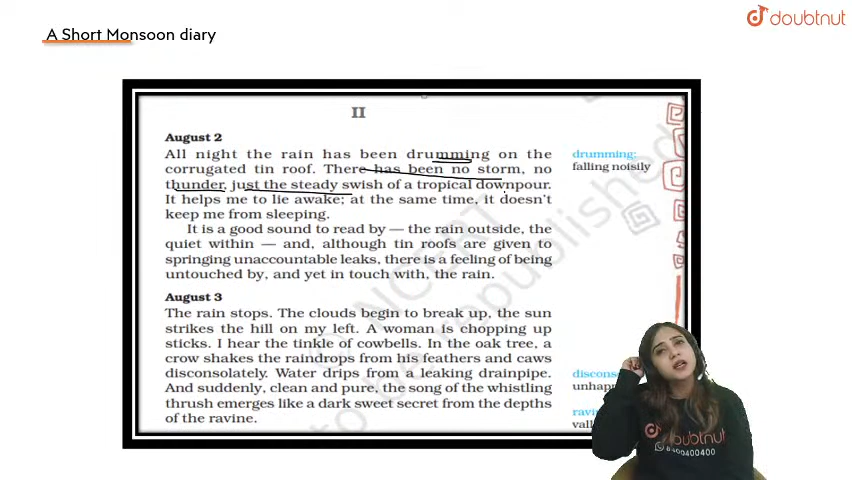 doubtnut
A Short Monsoon diary
II
August 2
All night the rain has been drumming on the
corrugated tin roof. There has been no storm, no
thunder, just the steady swish of a tropical downpour.
It helps me to lie awake; at the same time, it doesn't
keep me from sleeping.
It is a good sound to read by — the rain outside, the
quiet within — and, although tin roofs are given to
springing unaccountable leaks, there is a feeling of being
untouched by, and yet in touch with, the rain.
August 3
The rain stops. The clouds begin to break up, the sun
strikes the hill on my left. A woman is chopping up
sticks. I hear the tinkle of cowbells. In the oak tree, a
crow shakes the raindrops from his feathers and caws
disconsolately. Water drips from a leaking drainpipe.
And suddenly, clean and pure, the song of the whistling
thrush emerges like a dark sweet secret from the depths
of the ravine.
drumming:
falling noisily
© NCERT
to be republished
doubtnut
8400400400